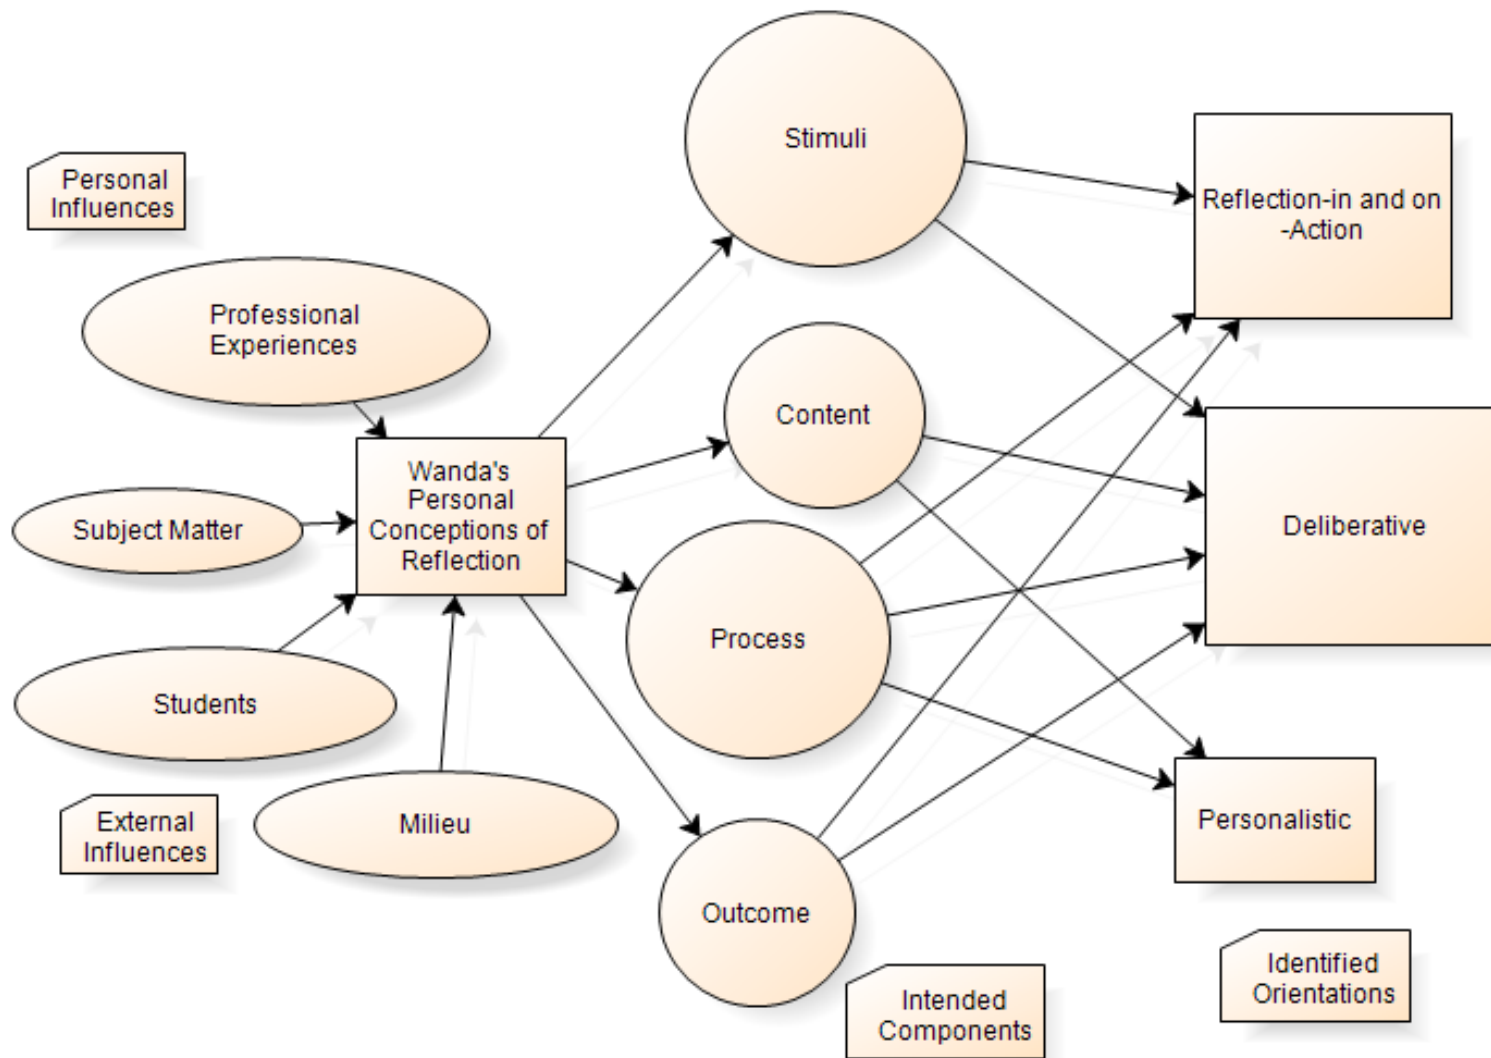 Personal
Influences
Professional
Experiences
Subject Matter
Students
External
Influences
Milieu
Wanda's
Personal
Conceptions of
Reflection
Stimuli
Content
Process
Outcome
Intended
Components
Reflection-in and on
-Action
Deliberative
Personalistic
Identified
Orientations